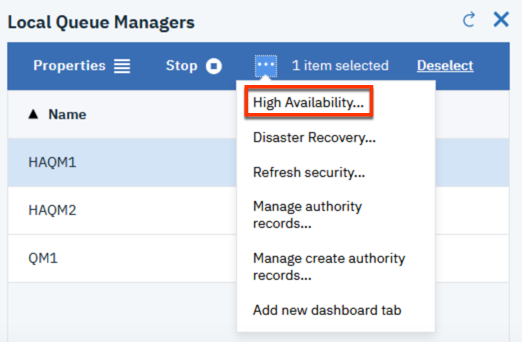 Local Queue Managers
Properties Stop 1 item selected Deselect
Name
High Availability...
HAQM1
Disaster Recovery...
Refresh security...
HAQM2
Manage authority
records...
QM1
Manage create authority
records...
Add new dashboard tab